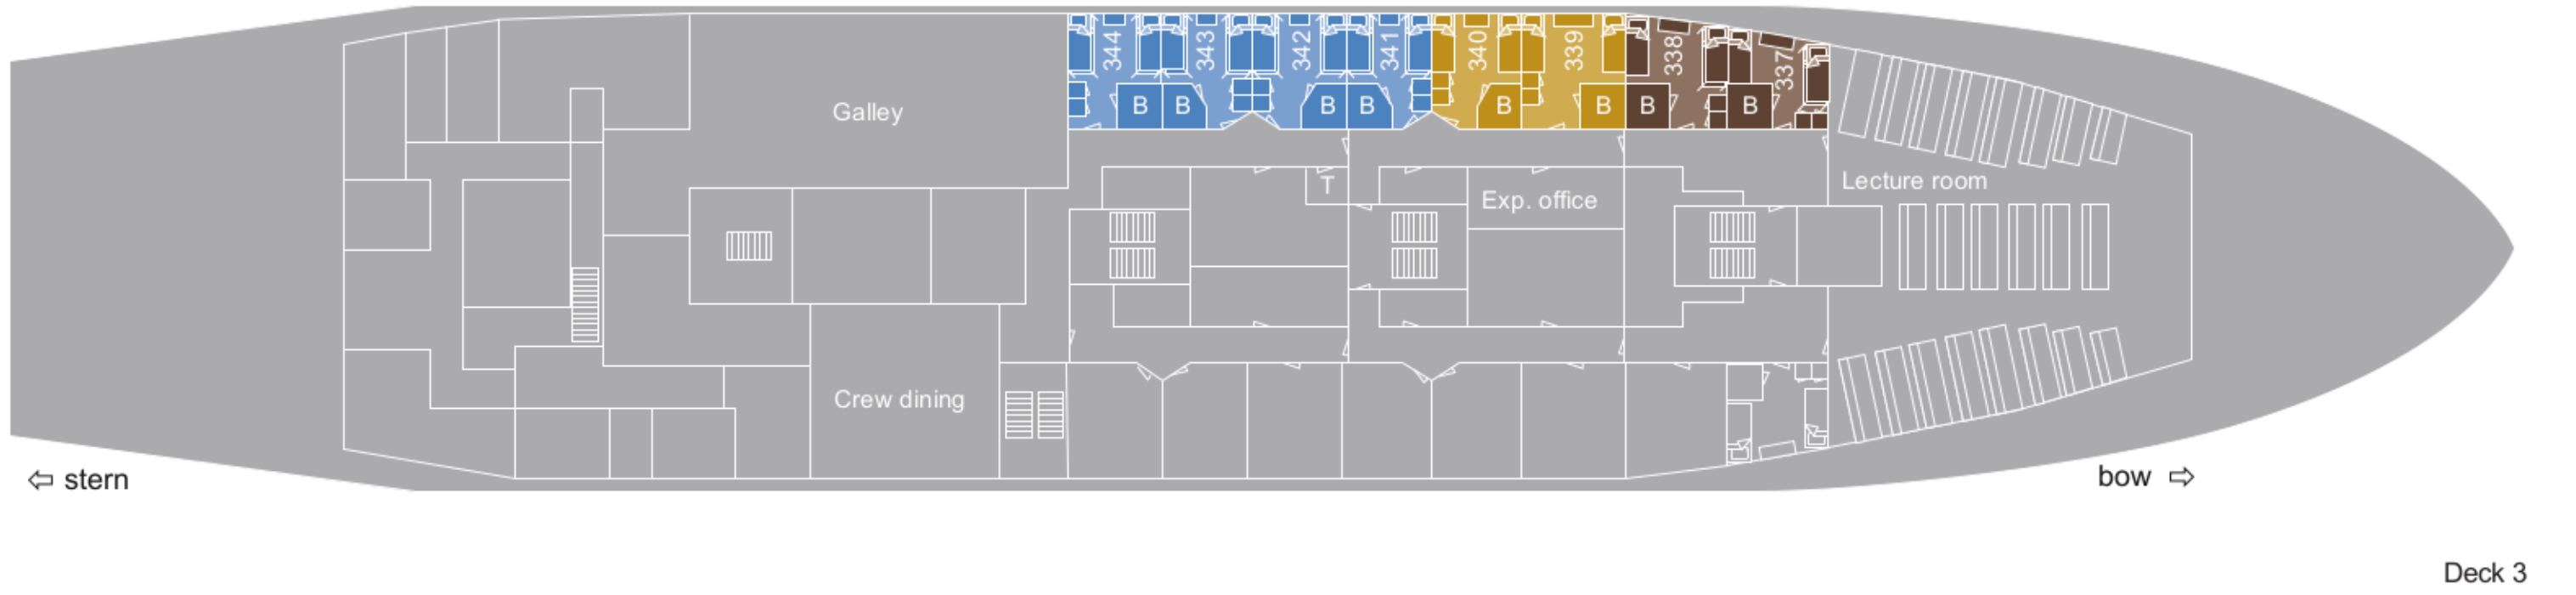 344
343
342
341
340
339
338
337
B
B
B
B
B
B
B
B
Galley
T
Lecture room
Exp. office
Crew dining
stern
bow
Deck 3